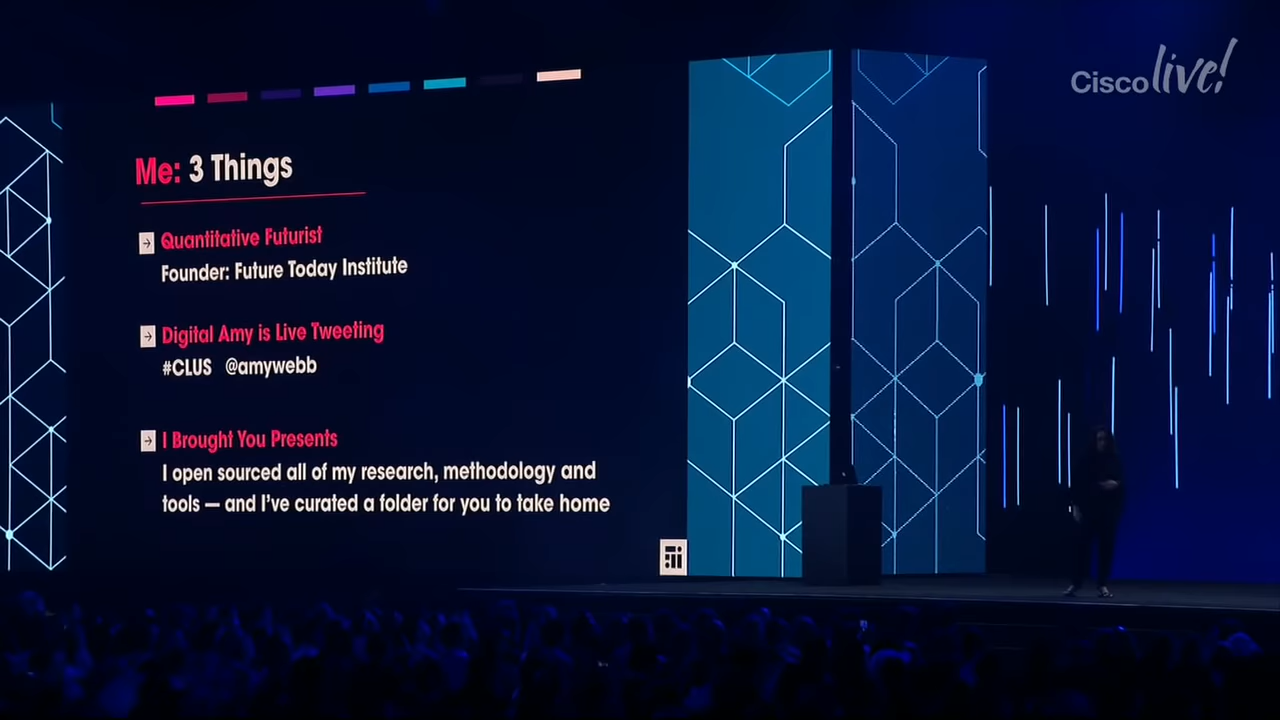 Cisco live!
Me: 3 Things
Quantitative Futurist
Founder: Future Today Institute
Digital Amy is Live Tweeting
#CLUS @amywebb
I Brought You Presents
I open sourced all of my research, methodology and
tools — and I've curated a folder for you to take home